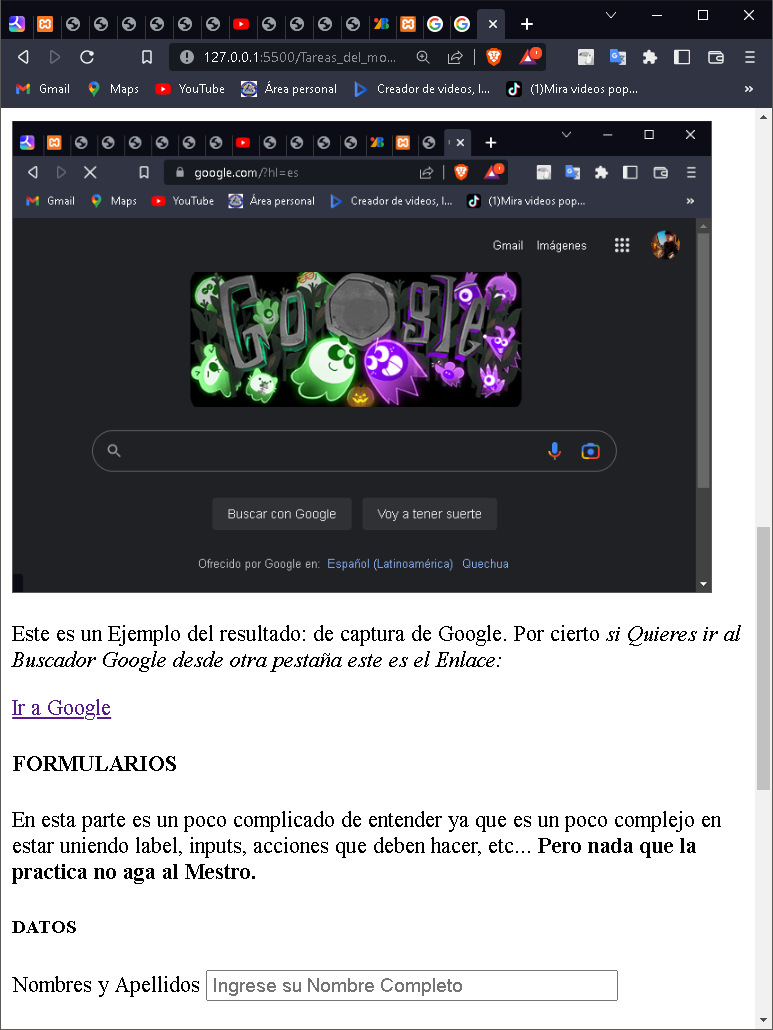 127.0.0.1:5500/Tareas_del_mo...
Gmail Maps YouTube Área personal Creador de videos, I... (1)Mira videos pop... »
google.com/?hl=es
Gmail Maps YouTube Área personal Creador de videos, I... (1)Mira videos pop... »
Gmail Imágenes
Google
Buscar con Google Voy a tener suerte
Ofrecido por Google en: Español (Latinoamérica) Quechua
Este es un Ejemplo del resultado: de captura de Google. Por cierto si Quieres ir al
Buscador Google desde otra pestaña este es el Enlace:
Ir a Google
FORMULARIOS
En esta parte es un poco complicado de entender ya que es un poco complejo en
estar uniendo label, inputs, acciones que deben hacer, etc... Pero nada que la
practica no aga al Mestro.
DATOS
Nombres y Apellidos Ingrese su Nombre Completo